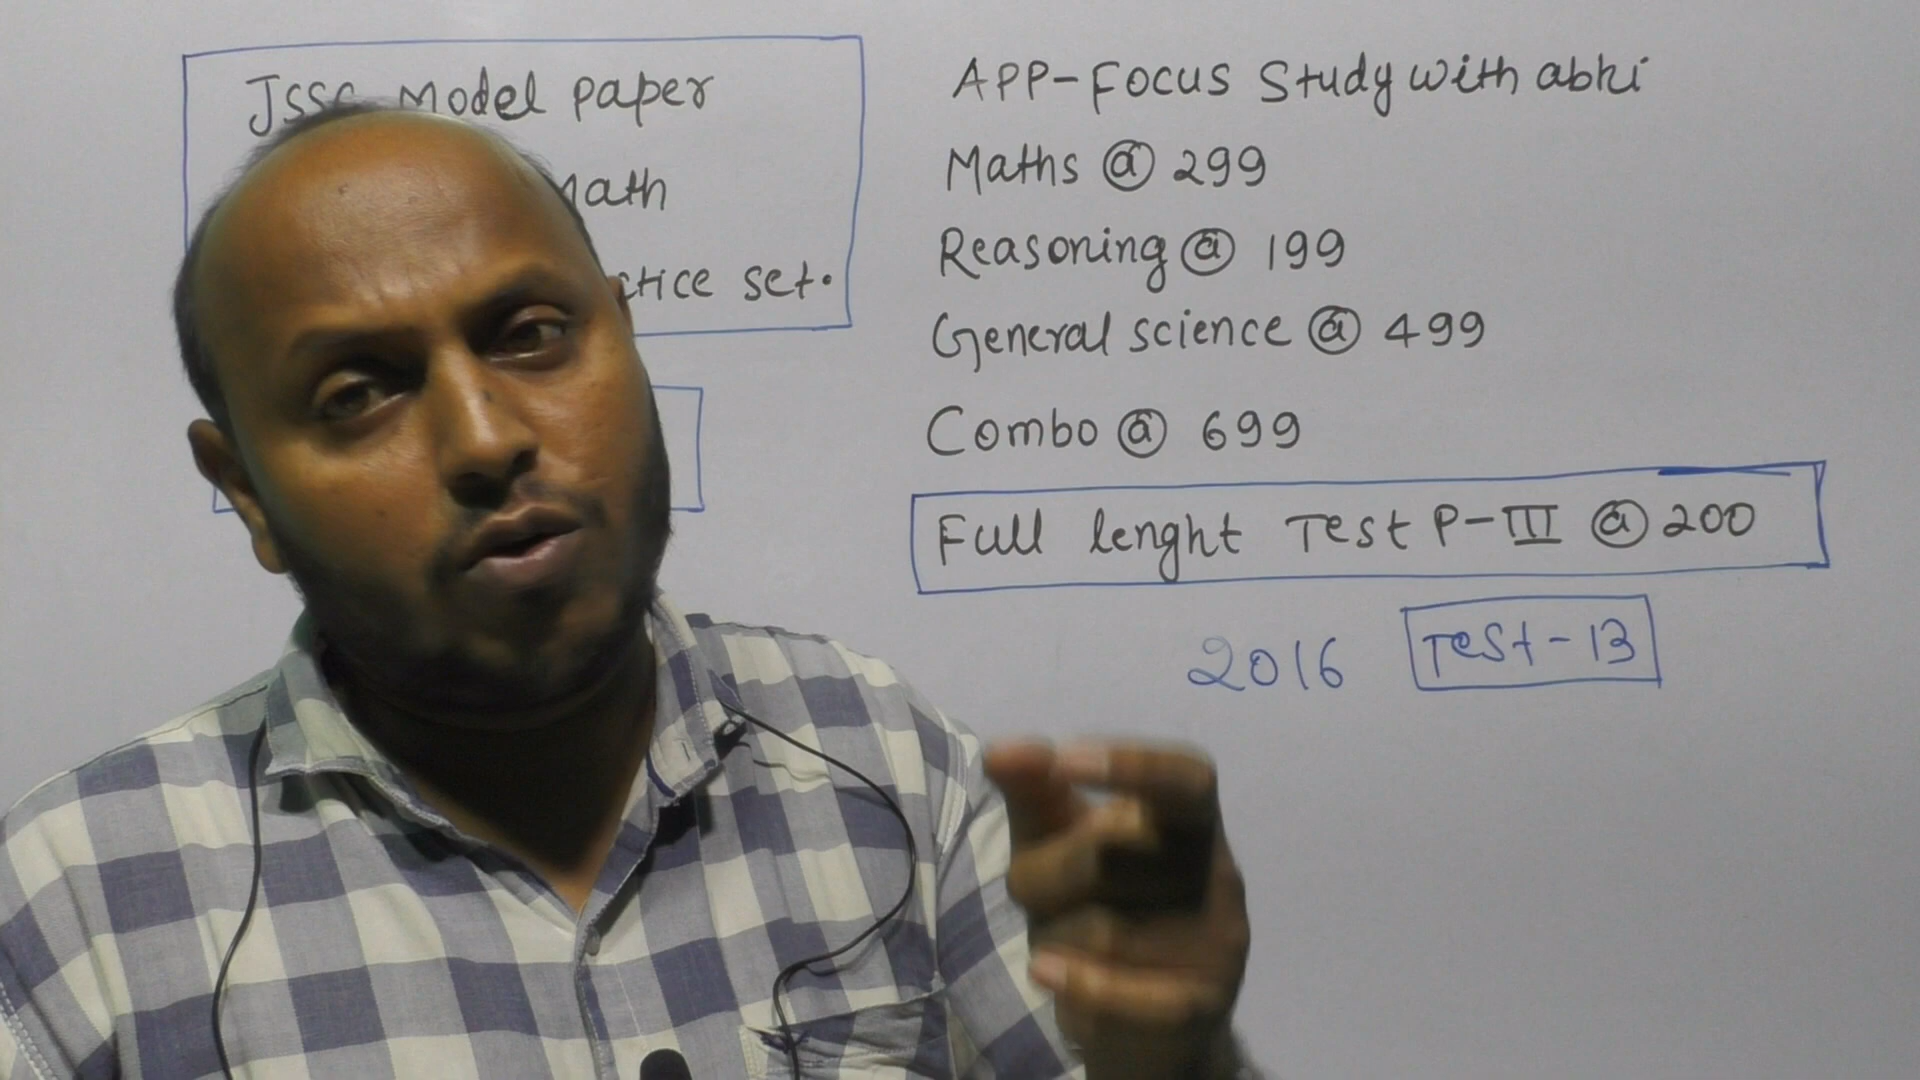 JSSC Model paper
Math
ctice set.
APP-Focus Study with abhi
Maths @ 299
Reasoning @ 199
General science @ 499
Combo @ 699
Full lenght Test P-III @ 200
2016 Test-13